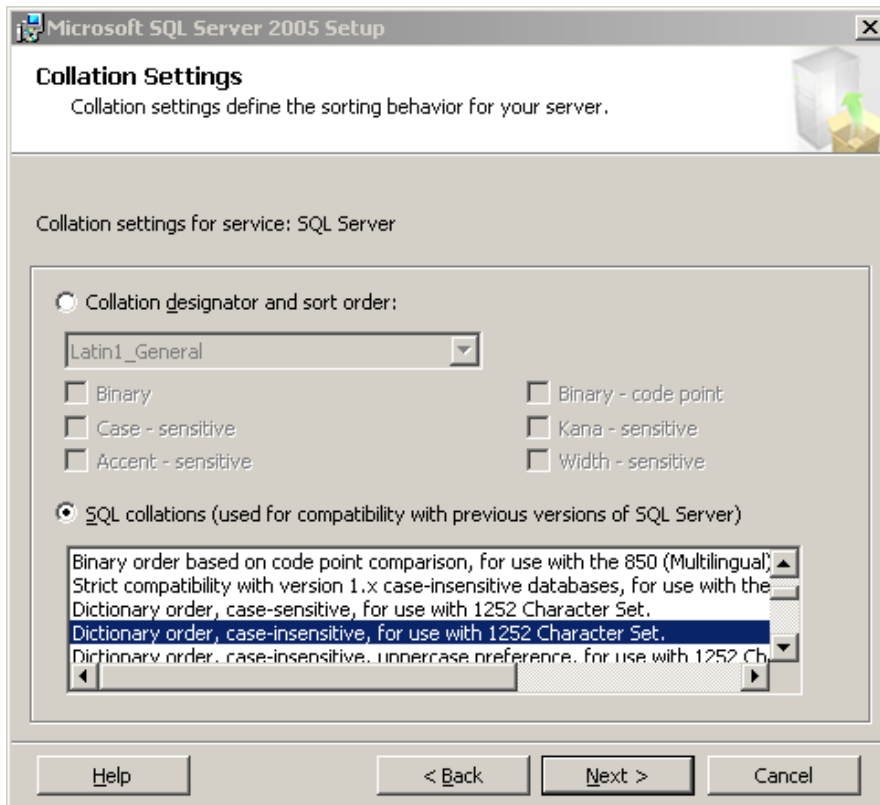 Microsoft SQL Server 2005 Setup
Collation Settings
Collation settings define the sorting behavior for your server.
Collation settings for service: SQL Server
Collation designator and sort order:
Latin1_General
Binary
Binary - code point
Case - sensitive
Kana - sensitive
Accent - sensitive
Width - sensitive
SQL collations (used for compatibility with previous versions of SQL Server)
Binary order based on code point comparison, for use with the 850 (Multilingual)
Strict compatibility with version 1.x case-insensitive databases, for use with the
Dictionary order, case-sensitive, for use with 1252 Character Set.
Dictionary order, case-insensitive, for use with 1252 Character Set.
Dictionary order, case-insensitive, uppercase preference, for use with 1252 Ch
Help
< Back
Next >
Cancel